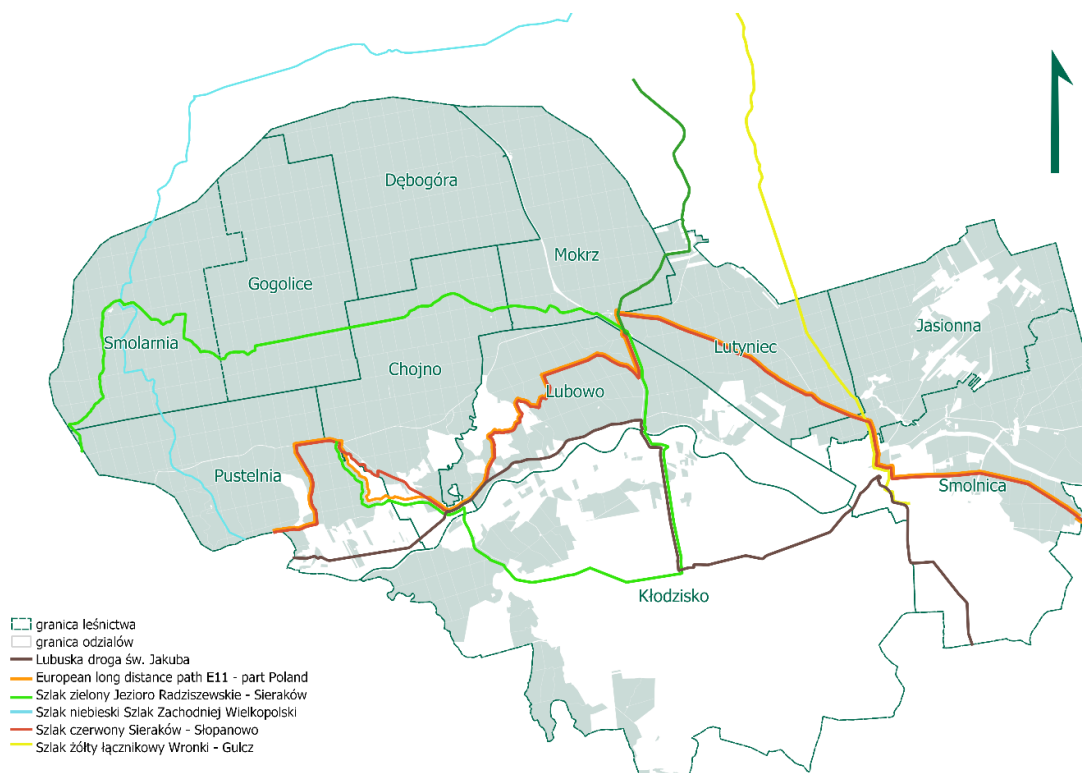 Dębogóra
Mokrz
Gogolice
Jasionna
Smolarnia
Lutyniec
Chojno
Lubowo
Pustelnia
Smolnica
Kłodzisko
granica leśnictwa
granica odziałów
Lubuska droga św. Jakuba
European long distance path E11 - part Poland
Szlak zielony Jezioro Radziszewskie - Sieraków
Szlak niebieski Szlak Zachodniej Wielkopolski
Szlak czerwony Sieraków - Słopanowo
Szlak żółty łącznikowy Wronki - Gulcz